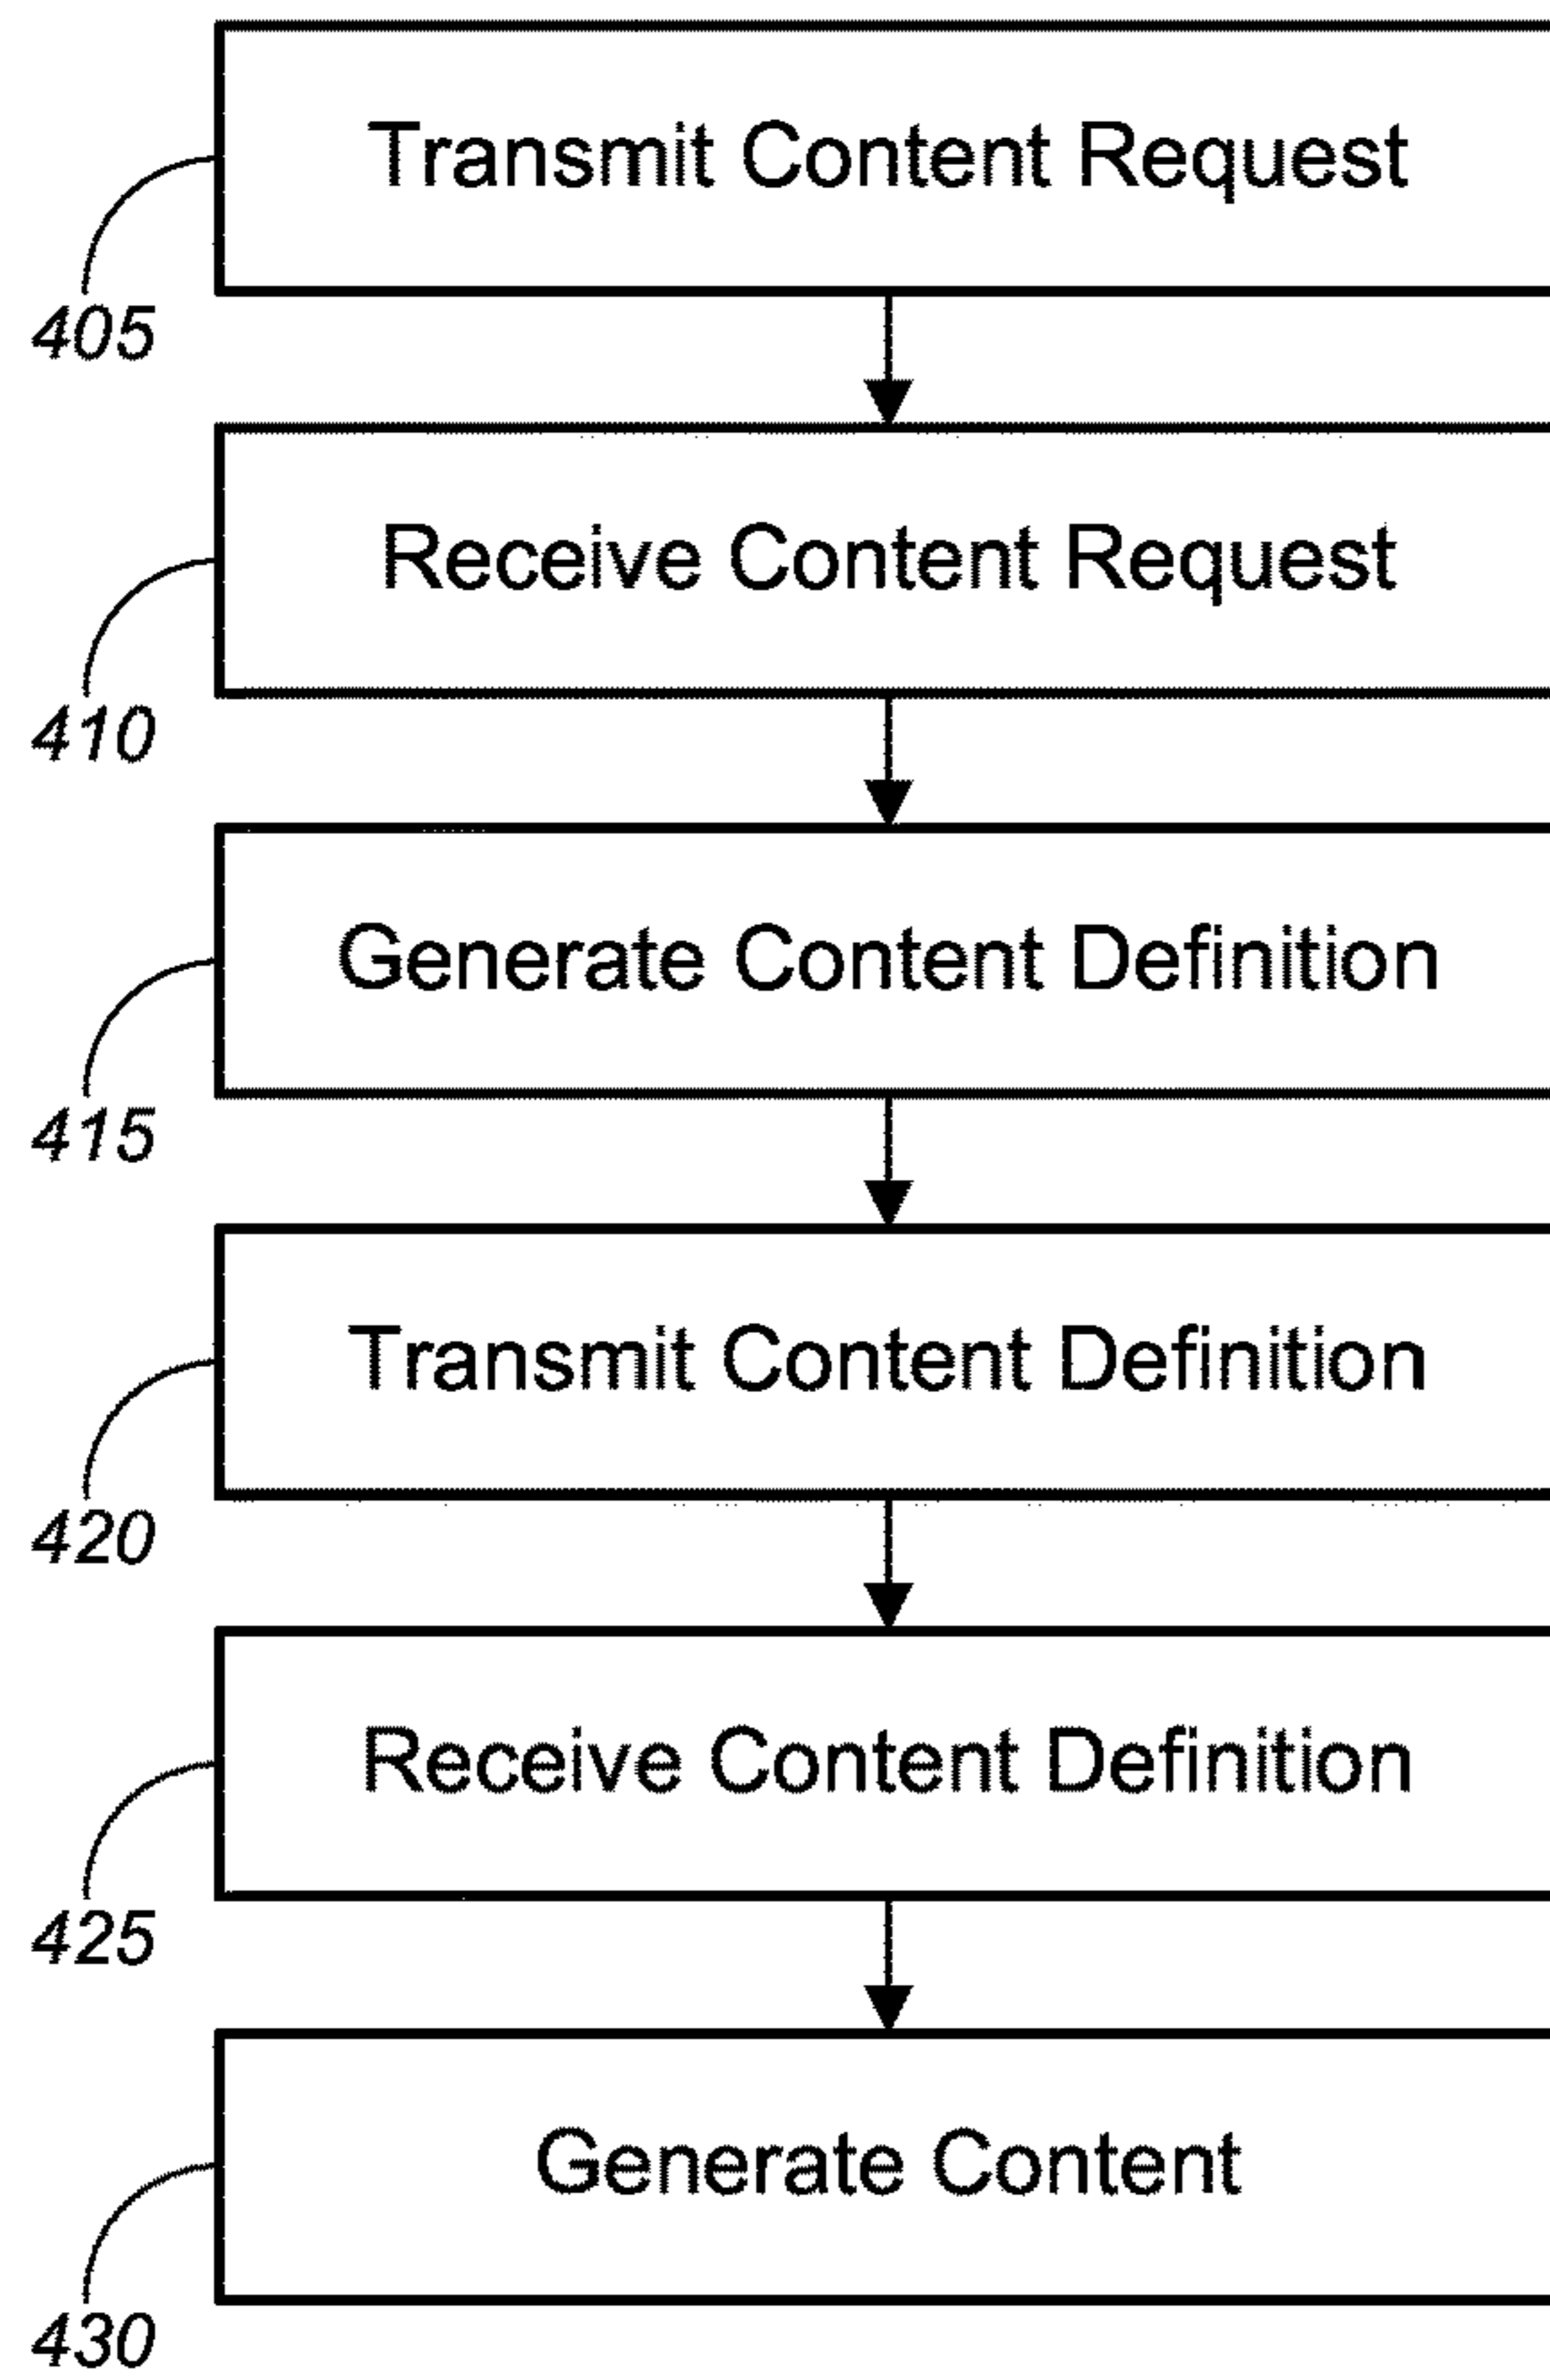 Transmit Content Request
405
Receive Content Request
410
Generate Content Definition
415
Transmit Content Definition
420
Receive Content Definition
425
Generate Content
430